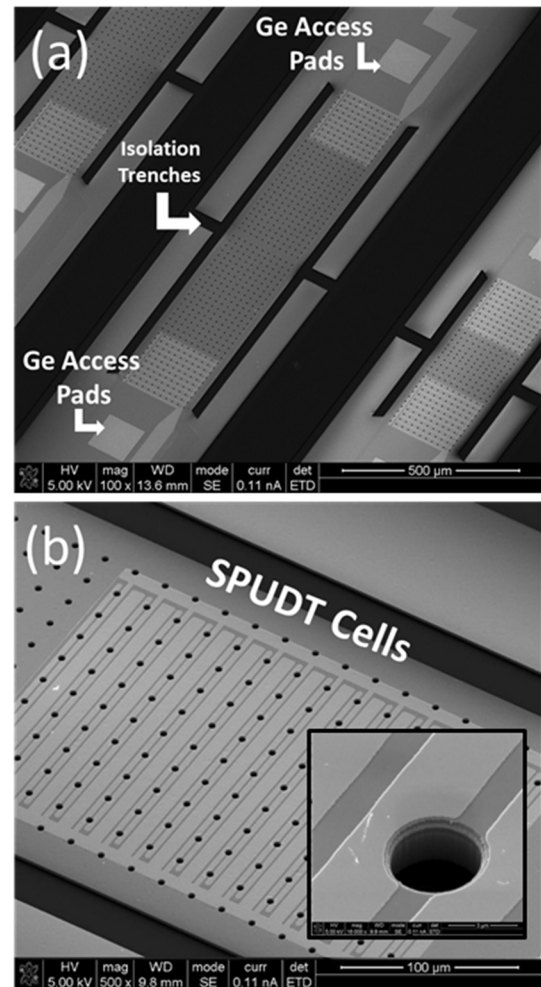 (a)
Ge Access
Pads
Isolation
Trenches
Ge Access
Pads
HV mag WD mode curr det
5.00 kV 100 x 13.6 mm SE 0.11 nA ETD
500 µm
(b)
SPUDT Cells
HV mag WD mode curr det
5.00 kV 500 x 9.8 mm SE 0.11 nA ETD
100 µm